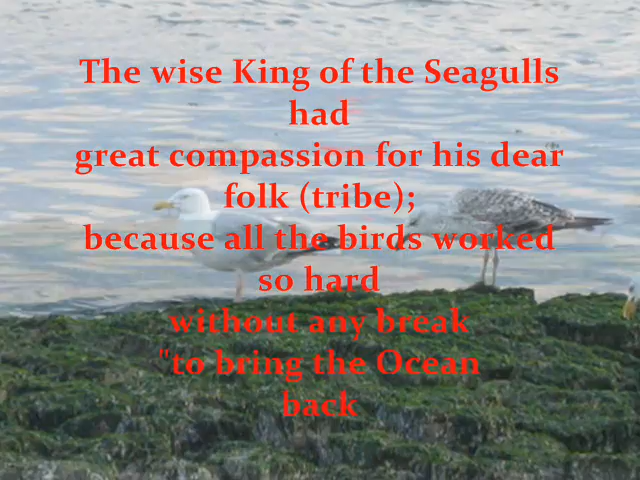 The wise King of the Seagulls
had
great compassion for his dear
folk (tribe);
because all the birds worked
so hard
without any break
"to bring the Ocean
back